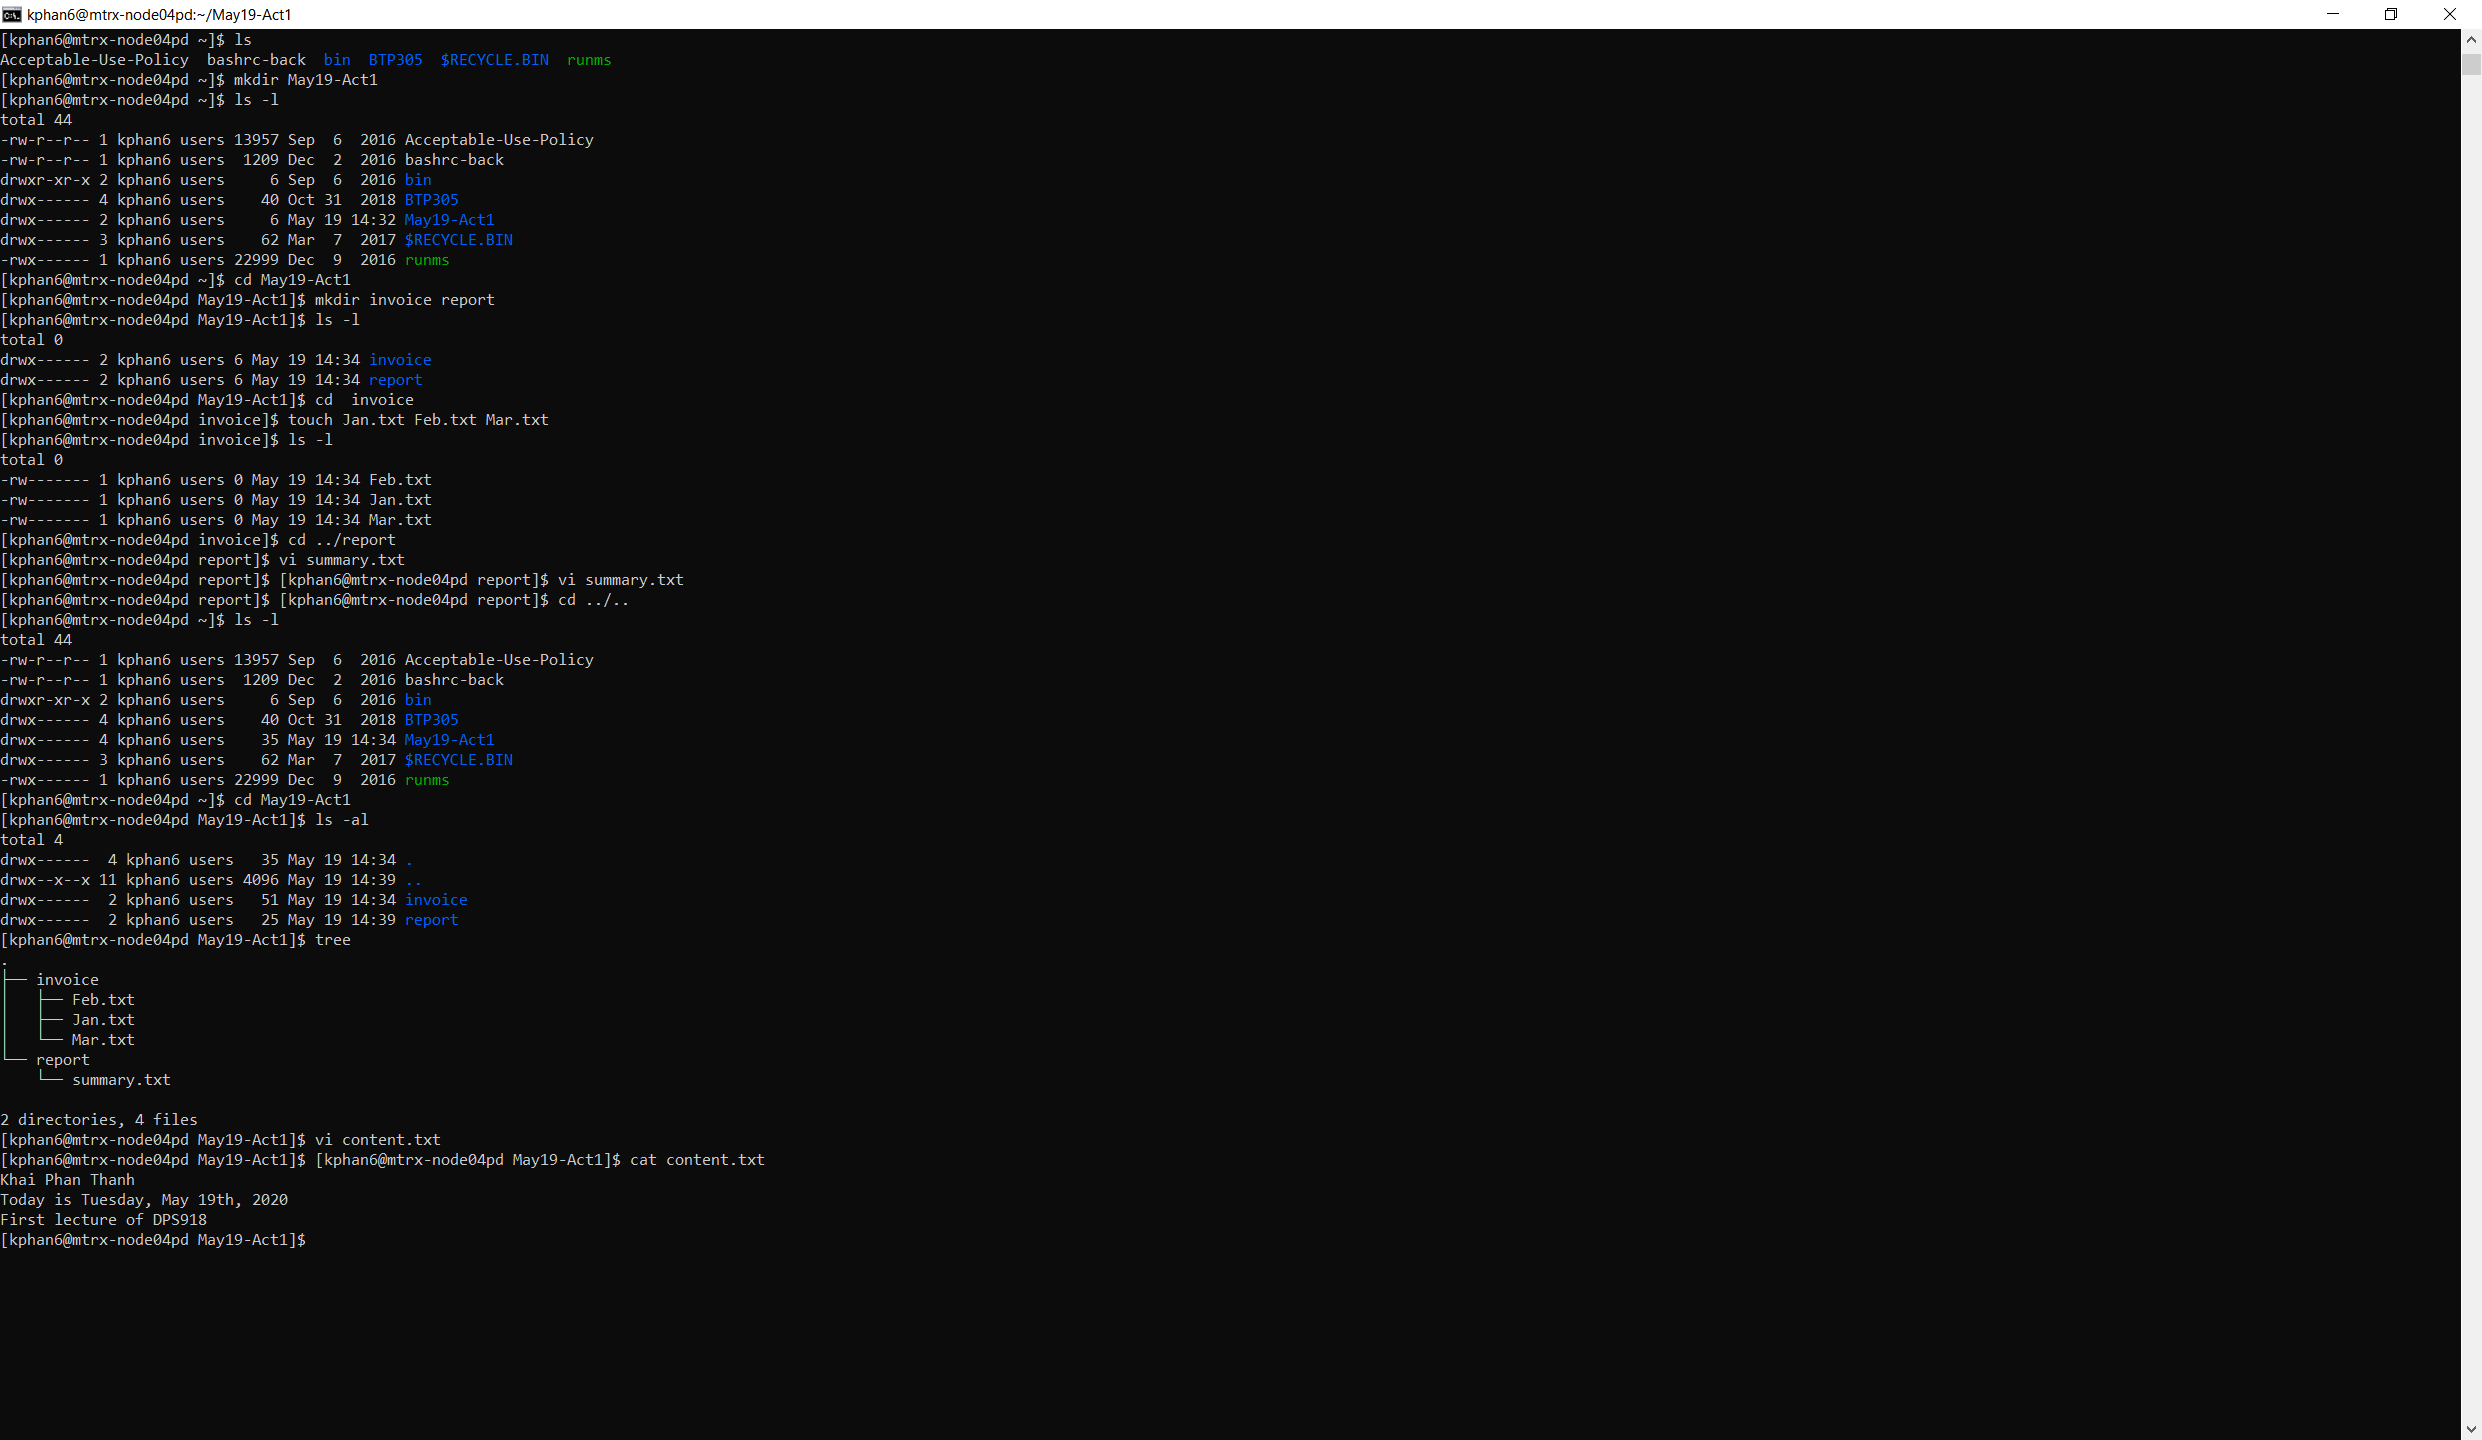 kphan6@mtrx-node04pd:~/May19-Act1
[kphan6@mtrx-node04pd ~]$ ls
Acceptable-Use-Policy  bashrc-back  bin  BTP305  $RECYCLE.BIN  runms
[kphan6@mtrx-node04pd ~]$ mkdir May19-Act1
[kphan6@mtrx-node04pd ~]$ ls -l
total 44
-rw-r--r-- 1 kphan6 users 13957 Sep  6  2016 Acceptable-Use-Policy
-rw-r--r-- 1 kphan6 users  1209 Dec  2  2016 bashrc-back
drwxr-xr-x 2 kphan6 users     6 Sep  6  2016 bin
drwx------ 4 kphan6 users    40 Oct 31  2018 BTP305
drwx------ 2 kphan6 users     6 May 19 14:32 May19-Act1
drwx------ 3 kphan6 users    62 Mar  7  2017 $RECYCLE.BIN
-rwx------ 1 kphan6 users 22999 Dec  9  2016 runms
[kphan6@mtrx-node04pd ~]$ cd May19-Act1
[kphan6@mtrx-node04pd May19-Act1]$ mkdir invoice report
[kphan6@mtrx-node04pd May19-Act1]$ ls -l
total 0
drwx------ 2 kphan6 users 6 May 19 14:34 invoice
drwx------ 2 kphan6 users 6 May 19 14:34 report
[kphan6@mtrx-node04pd May19-Act1]$ cd  invoice
[kphan6@mtrx-node04pd invoice]$ touch Jan.txt Feb.txt Mar.txt
[kphan6@mtrx-node04pd invoice]$ ls -l
total 0
-rw------- 1 kphan6 users 0 May 19 14:34 Feb.txt
-rw------- 1 kphan6 users 0 May 19 14:34 Jan.txt
-rw------- 1 kphan6 users 0 May 19 14:34 Mar.txt
[kphan6@mtrx-node04pd invoice]$ cd ../report
[kphan6@mtrx-node04pd report]$ vi summary.txt
[kphan6@mtrx-node04pd report]$ [kphan6@mtrx-node04pd report]$ vi summary.txt
[kphan6@mtrx-node04pd report]$ [kphan6@mtrx-node04pd report]$ cd ../..
[kphan6@mtrx-node04pd ~]$ ls -l
total 44
-rw-r--r-- 1 kphan6 users 13957 Sep  6  2016 Acceptable-Use-Policy
-rw-r--r-- 1 kphan6 users  1209 Dec  2  2016 bashrc-back
drwxr-xr-x 2 kphan6 users     6 Sep  6  2016 bin
drwx------ 4 kphan6 users    40 Oct 31  2018 BTP305
drwx------ 4 kphan6 users    35 May 19 14:34 May19-Act1
drwx------ 3 kphan6 users    62 Mar  7  2017 $RECYCLE.BIN
-rwx------ 1 kphan6 users 22999 Dec  9  2016 runms
[kphan6@mtrx-node04pd ~]$ cd May19-Act1
[kphan6@mtrx-node04pd May19-Act1]$ ls -al
total 4
drwx------  4 kphan6 users   35 May 19 14:34 .
drwx--x--x 11 kphan6 users 4096 May 19 14:39 ..
drwx------  2 kphan6 users   51 May 19 14:34 invoice
drwx------  2 kphan6 users   25 May 19 14:39 report
[kphan6@mtrx-node04pd May19-Act1]$ tree
.
├── invoice
│   ├── Feb.txt
│   ├── Jan.txt
│   └── Mar.txt
└── report
    └── summary.txt

2 directories, 4 files
[kphan6@mtrx-node04pd May19-Act1]$ vi content.txt
[kphan6@mtrx-node04pd May19-Act1]$ [kphan6@mtrx-node04pd May19-Act1]$ cat content.txt
Khai Phan Thanh
Today is Tuesday, May 19th, 2020
First lecture of DPS918
[kphan6@mtrx-node04pd May19-Act1]$